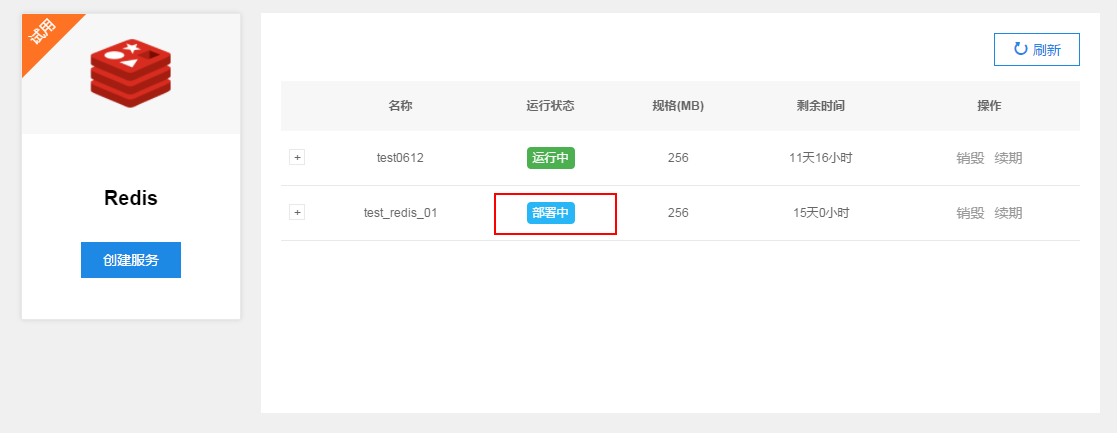 试用
Redis
创建服务
刷新
名称 运行状态 规格(MB) 剩余时间 操作
+ test0612 运行中 256 11天16小时 销毁 续期
+ test_redis_01 部署中 256 15天0小时 销毁 续期